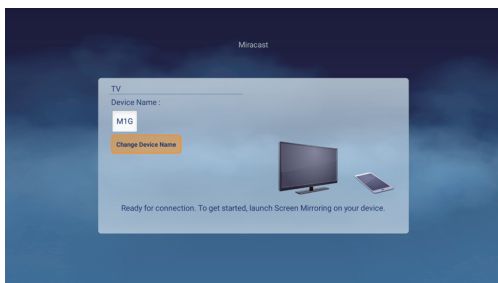 Miracast
TV
Device Name :
M1G
Change Device Name
Ready for connection. To get started, launch Screen Mirroring on your device.